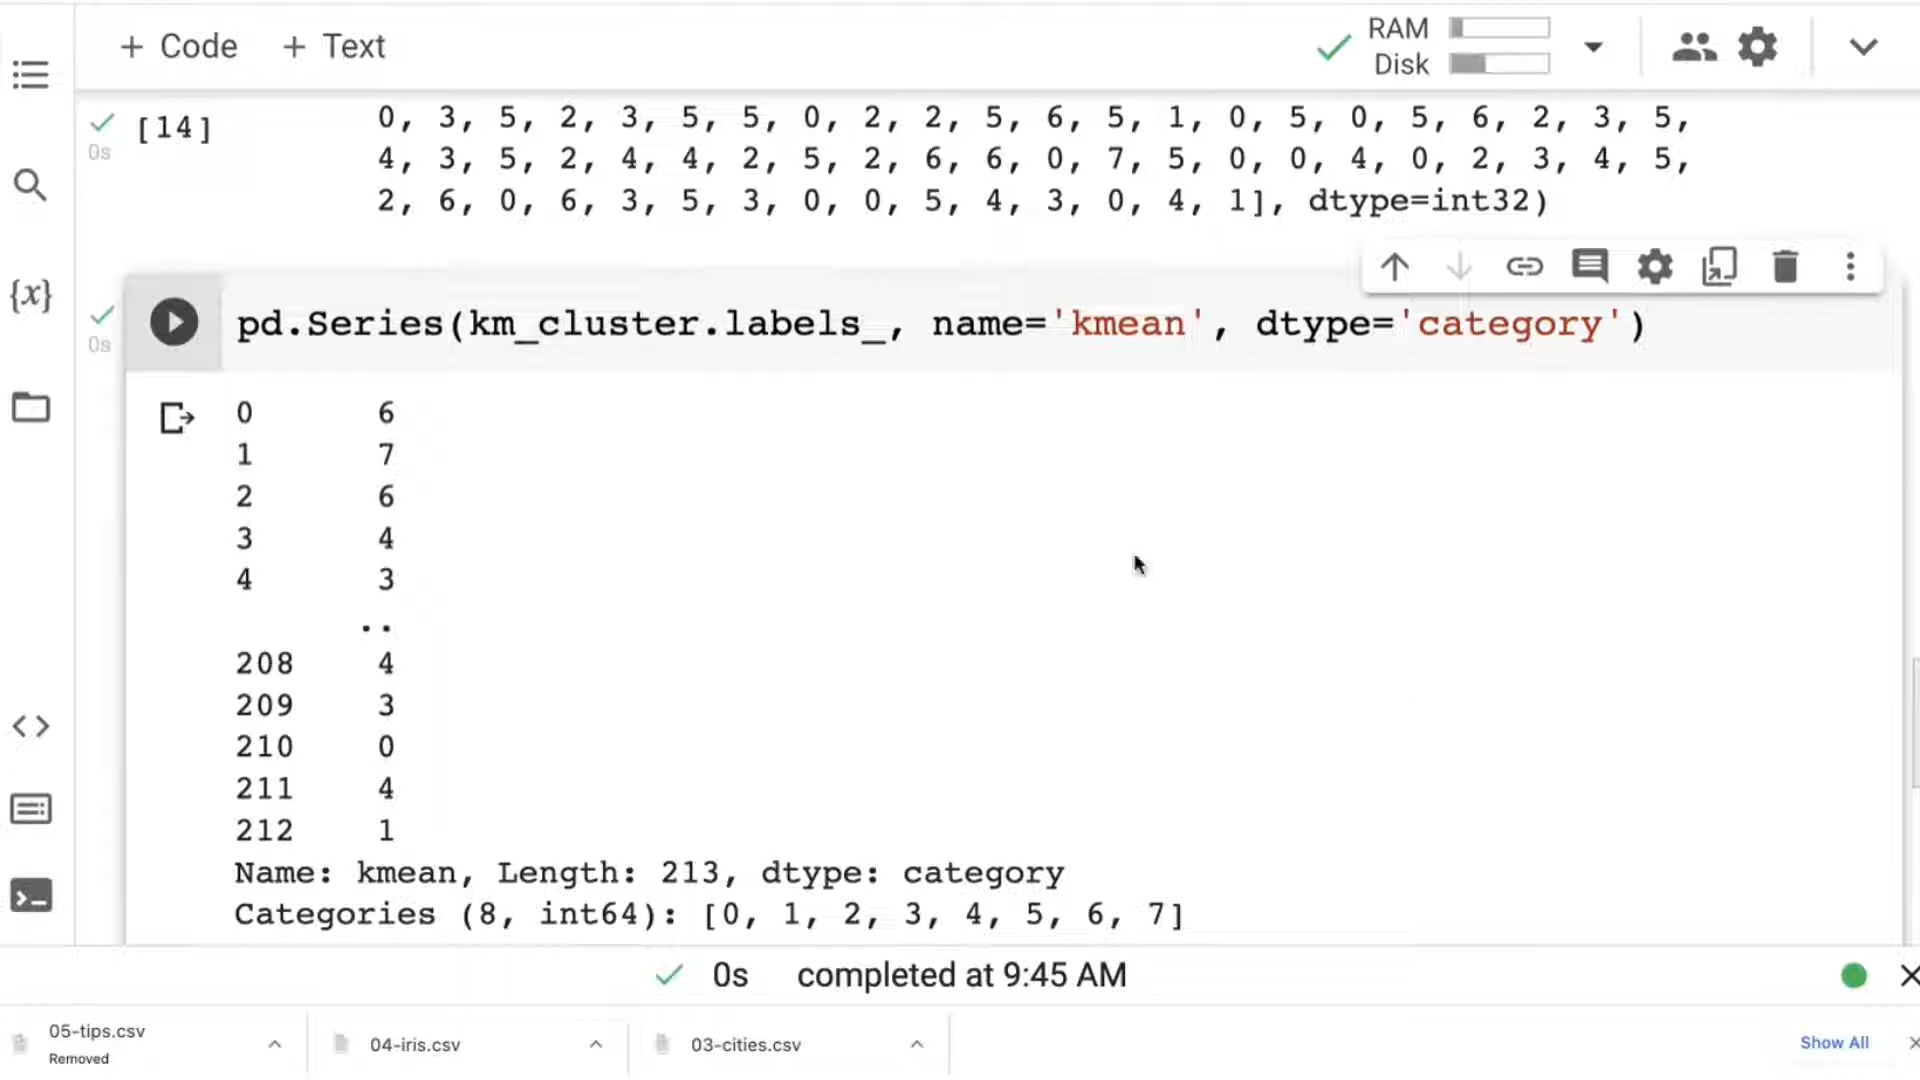 + Code + Text
RAM
Disk
0s
[14]
0, 3, 5, 2, 3, 5, 5, 0, 2, 2, 5, 6, 5, 1, 0, 5, 0, 5, 6, 2, 3, 5,
4, 3, 5, 2, 4, 4, 2, 5, 2, 6, 6, 0, 7, 5, 0, 0, 4, 0, 2, 3, 4, 5,
2, 6, 0, 6, 3, 5, 3, 0, 0, 5, 4, 3, 0, 4, 1], dtype=int32)
{x}
0s
pd.Series(km_cluster.labels_, name='kmean', dtype='category')
0 6
1 7
2 6
3 4
4 3
..
208 4
209 3
210 0
211 4
212 1
Name: kmean, Length: 213, dtype: category
Categories (8, int64): [0, 1, 2, 3, 4, 5, 6, 7]
0s completed at 9:45 AM
05-tips.csv
Removed
04-iris.csv
03-cities.csv
Show All